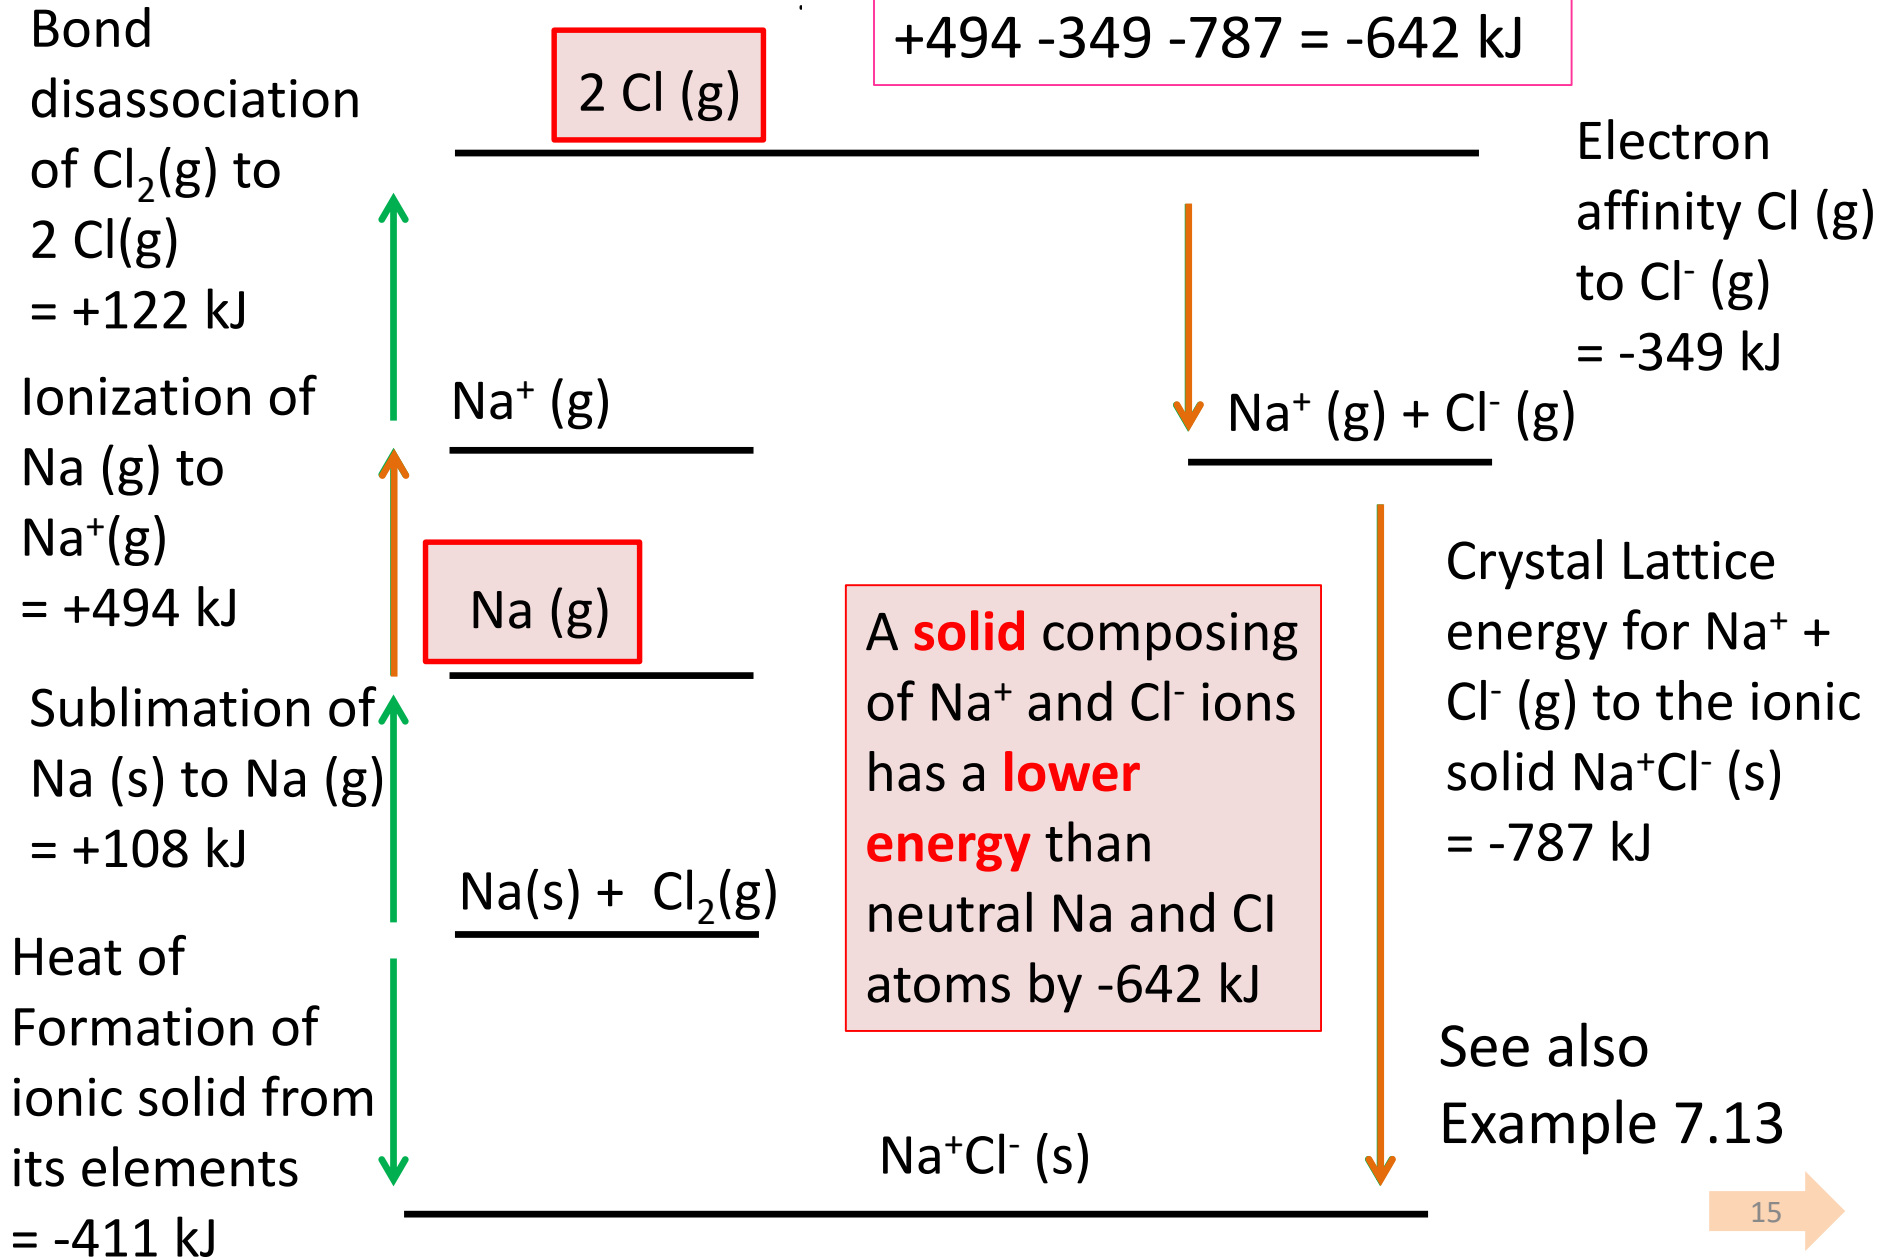 Bond
disassociation
of Cl₂(g) to
2 Cl(g)
= +122 kJ
Ionization of
Na (g) to
Na⁺(g)
= +494 kJ
Sublimation of
Na (s) to Na (g)
= +108 kJ
Heat of
Formation of
ionic solid from
its elements
= -411 kJ
2 Cl (g)
Na⁺ (g)
Na (g)
Na(s) + Cl₂(g)
+494 -349 -787 = -642 kJ
A solid composing
of Na⁺ and Cl⁻ ions
has a lower
energy than
neutral Na and Cl
atoms by -642 kJ
Na⁺Cl⁻ (s)
Electron
affinity Cl (g)
to Cl⁻ (g)
= -349 kJ
Na⁺ (g) + Cl⁻ (g)
Crystal Lattice
energy for Na⁺ +
Cl⁻ (g) to the ionic
solid Na⁺Cl⁻ (s)
= -787 kJ
See also
Example 7.13
15